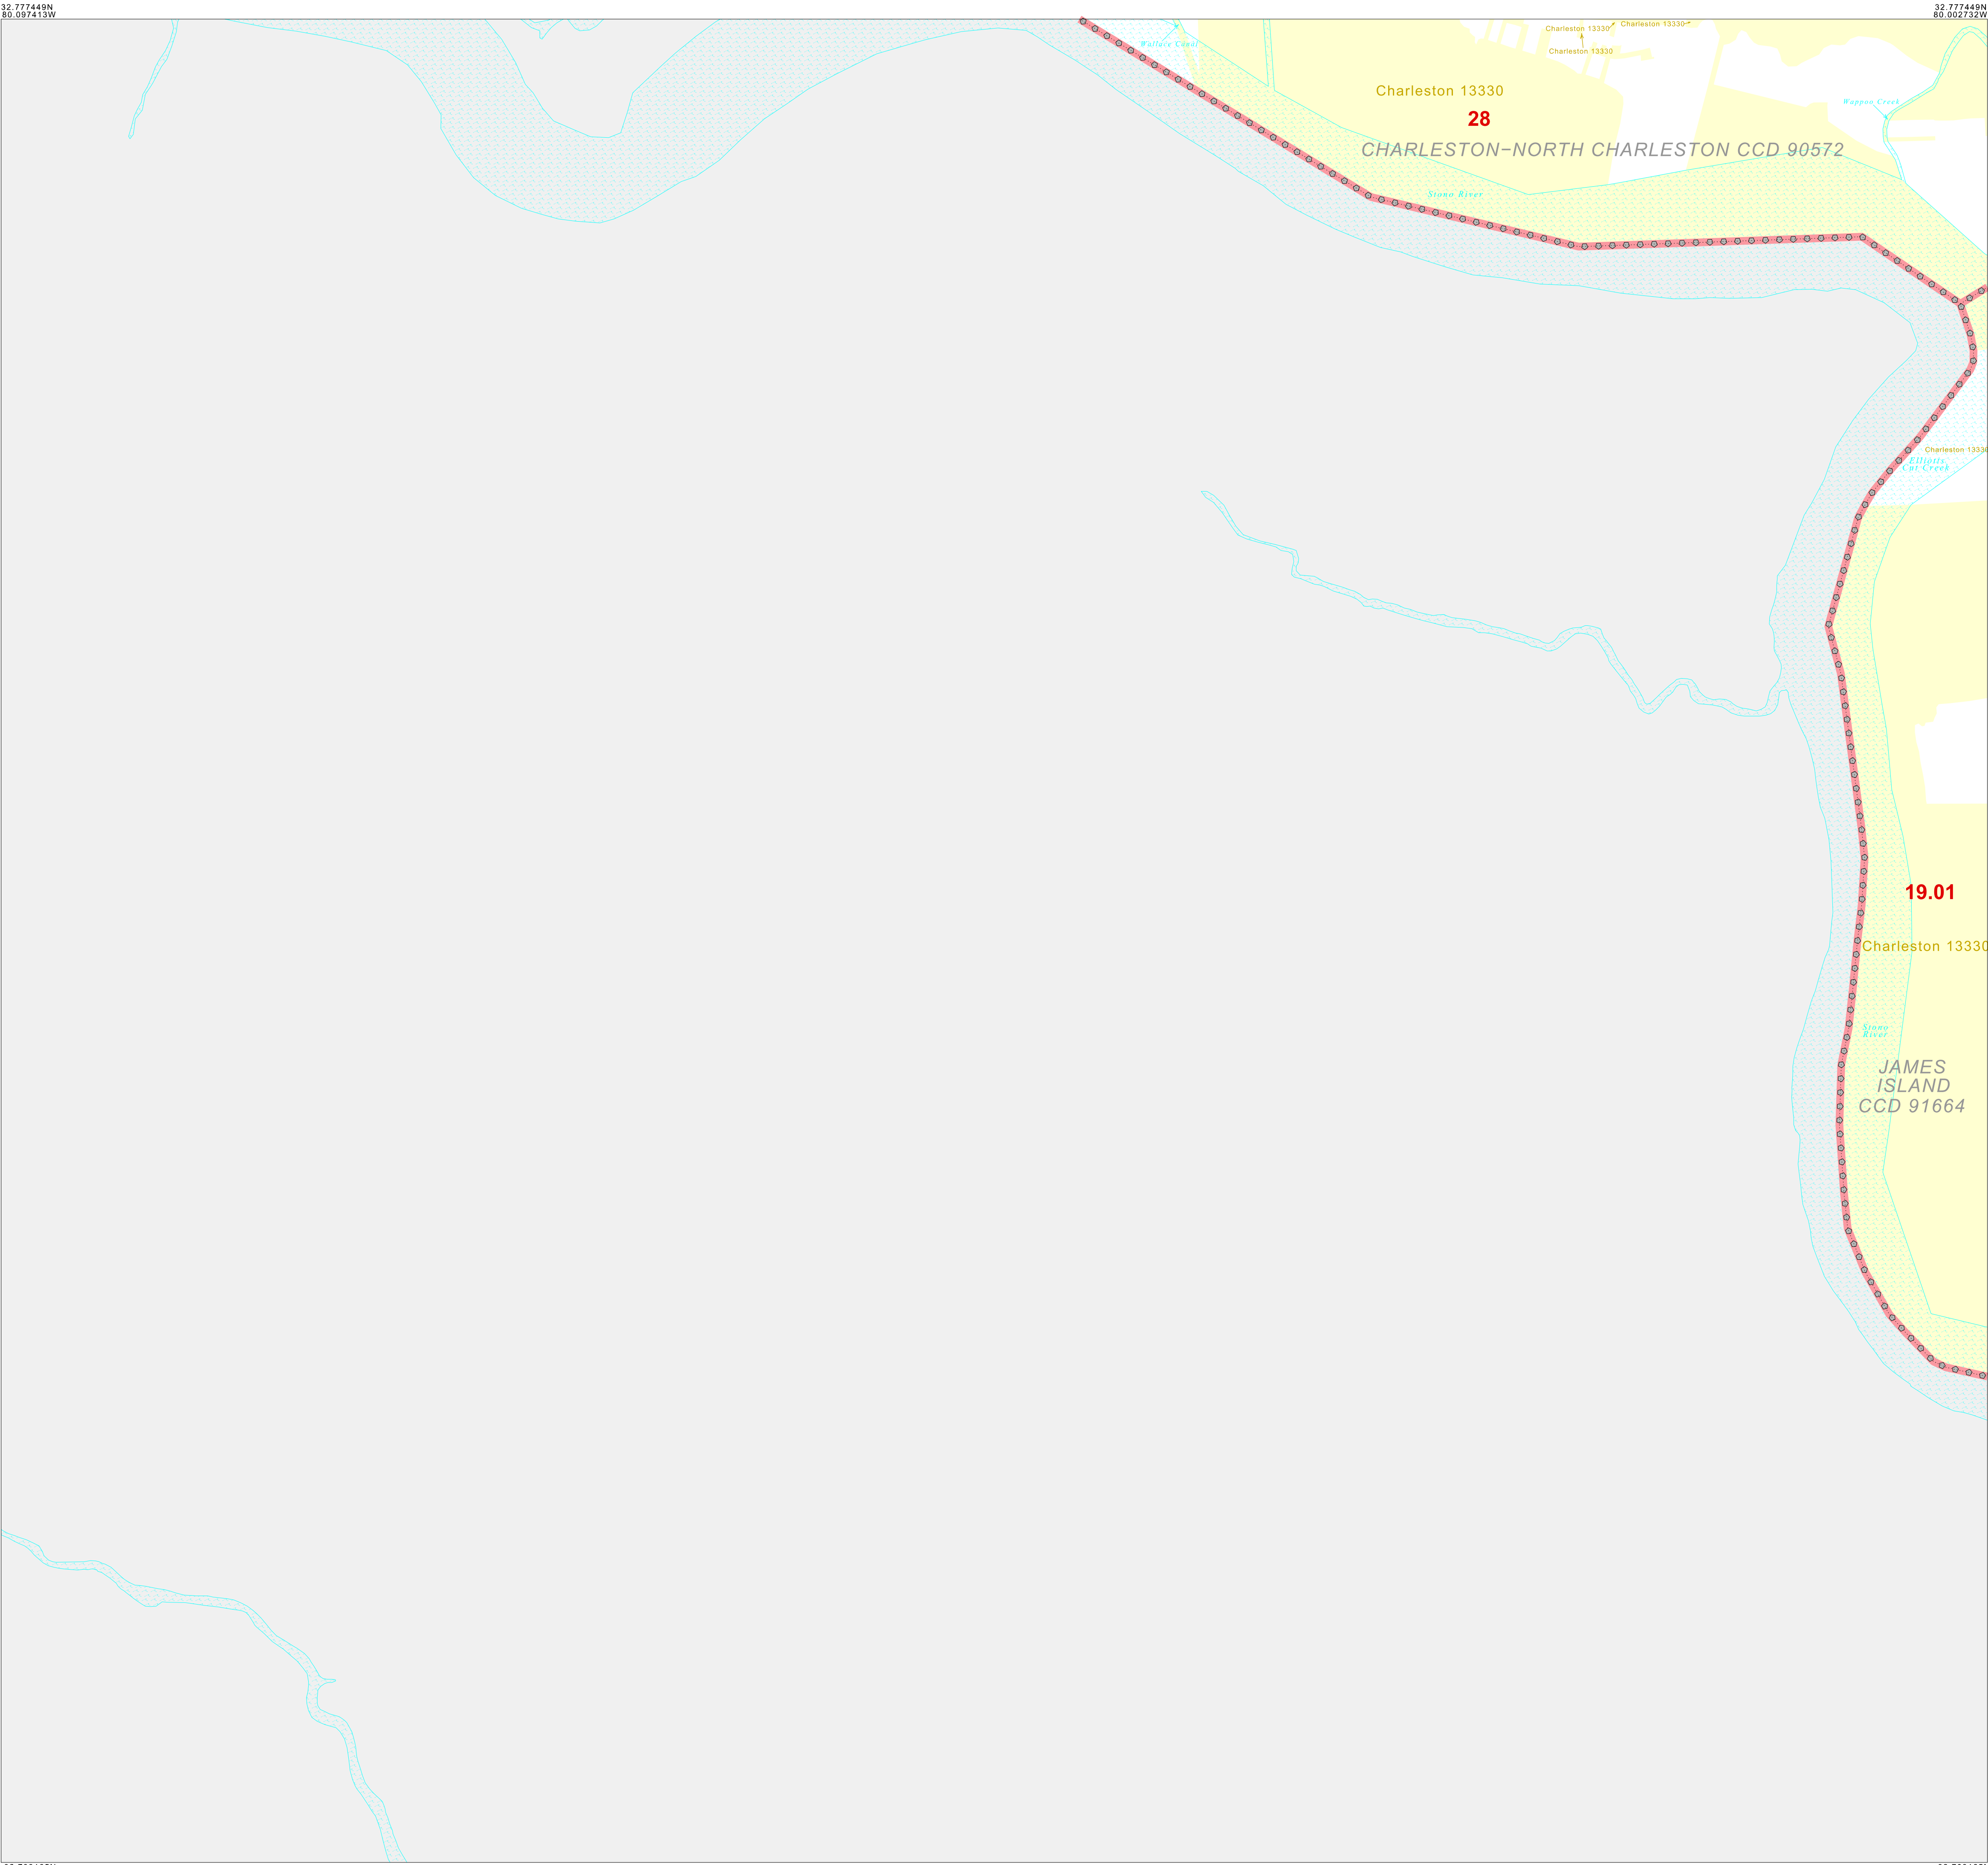 32.777449N
80.097413W
32.777449N
80.002732W
Charleston 13330
Charleston 13330
Charleston 13330
Wallace Canal
Charleston 13330
28
CHARLESTON−NORTH CHARLESTON CCD 90572
Wappoo Creek
Stono River
Charleston 13330
Elliotts
Cut Creek
19.01
Charleston 13330
Stono
River
JAMES
ISLAND
CCD 91664